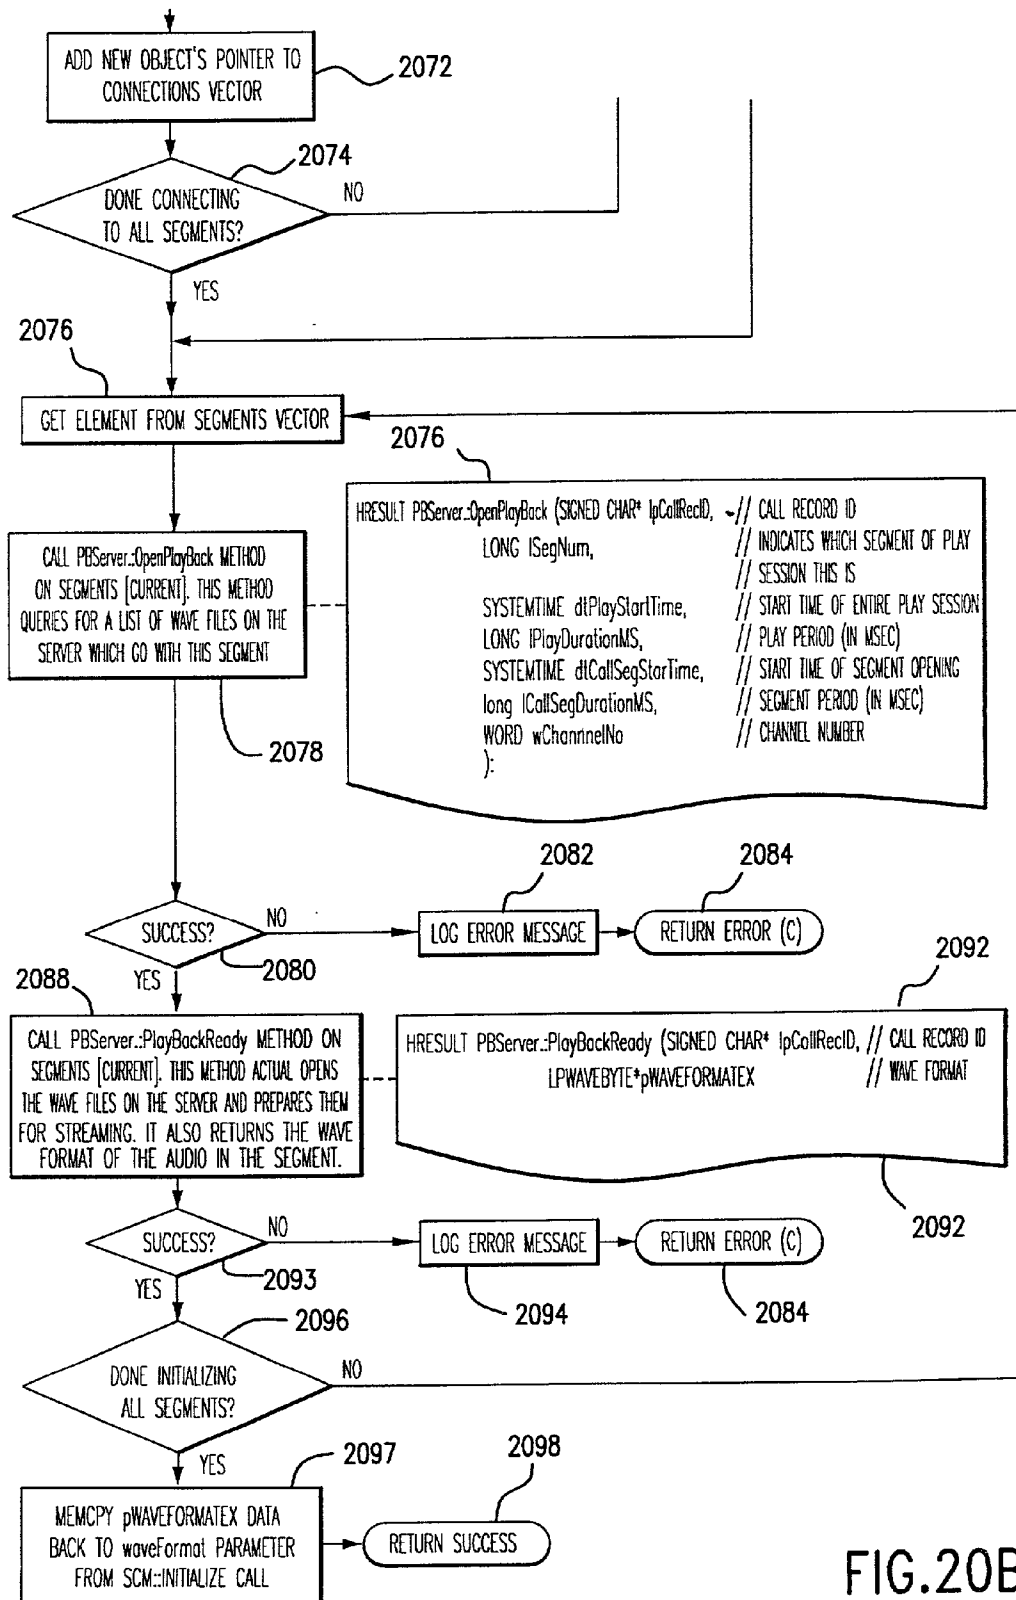 ADD NEW OBJECT'S POINTER TO
CONNECTIONS VECTOR
2072
2074
DONE CONNECTING
TO ALL SEGMENTS?
NO
YES
2076
GET ELEMENT FROM SEGMENTS VECTOR
2076
HRESULT PBServer.:OpenPlayBack (SIGNED CHAR* lpCallRecID, // CALL RECORD ID
LONG lSegNum, // INDICATES WHICH SEGMENT OF PLAY
// SESSION THIS IS
SYSTEMTIME dtPlayStartTime, // START TIME OF ENTIRE PLAY SESSION
LONG lPlayDurationMS, // PLAY PERIOD (IN MSEC)
SYSTEMTIME dtCallSegStarTime, // START TIME OF SEGMENT OPENING
long lCallSegDurationMS, // SEGMENT PERIOD (IN MSEC)
WORD wChannnelNo // CHANNEL NUMBER
):
CALL PBServer.:OpenPlayBack METHOD
ON SEGMENTS [CURRENT]. THIS METHOD
QUERIES FOR A LIST OF WAVE FILES ON THE
SERVER WHICH GO WITH THIS SEGMENT
2078
SUCCESS?
NO
YES
2080
2082
LOG ERROR MESSAGE
2084
RETURN ERROR (C)
2088
CALL PBServer.:PlayBackReady METHOD ON
SEGMENTS [CURRENT]. THIS METHOD ACTUAL OPENS
THE WAVE FILES ON THE SERVER AND PREPARES THEM
FOR STREAMING. IT ALSO RETURNS THE WAVE
FORMAT OF THE AUDIO IN THE SEGMENT.
2092
HRESULT PBServer.:PlayBackReady (SIGNED CHAR* lpCallRecID, // CALL RECORD ID
LPWAVEBYTE*pWAVEFORMATEX // WAVE FORMAT
2092
SUCCESS?
NO
YES
2093
LOG ERROR MESSAGE
2094
RETURN ERROR (C)
2084
2096
DONE INITIALIZING
ALL SEGMENTS?
NO
YES
2097
MEMCPY pWAVEFORMATEX DATA
BACK TO waveFormat PARAMETER
FROM SCM::INITIALIZE CALL
2098
RETURN SUCCESS
FIG.20B